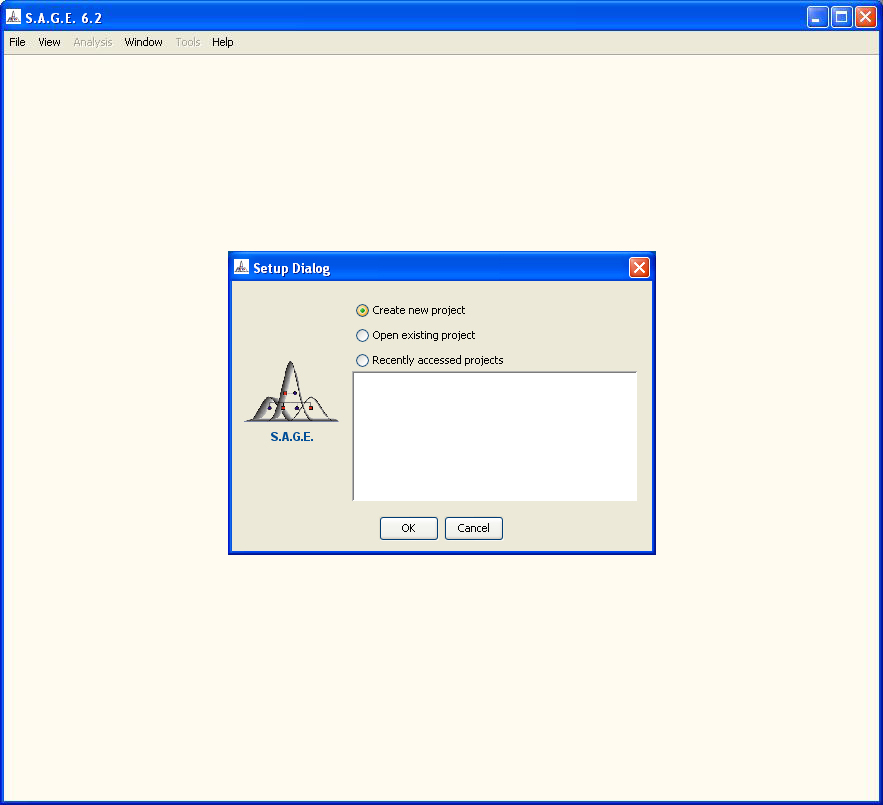 S.A.G.E. 6.2
File View Analysis Window Tools Help
Setup Dialog
Create new project
Open existing project
Recently accessed projects
S.A.G.E.
OK Cancel